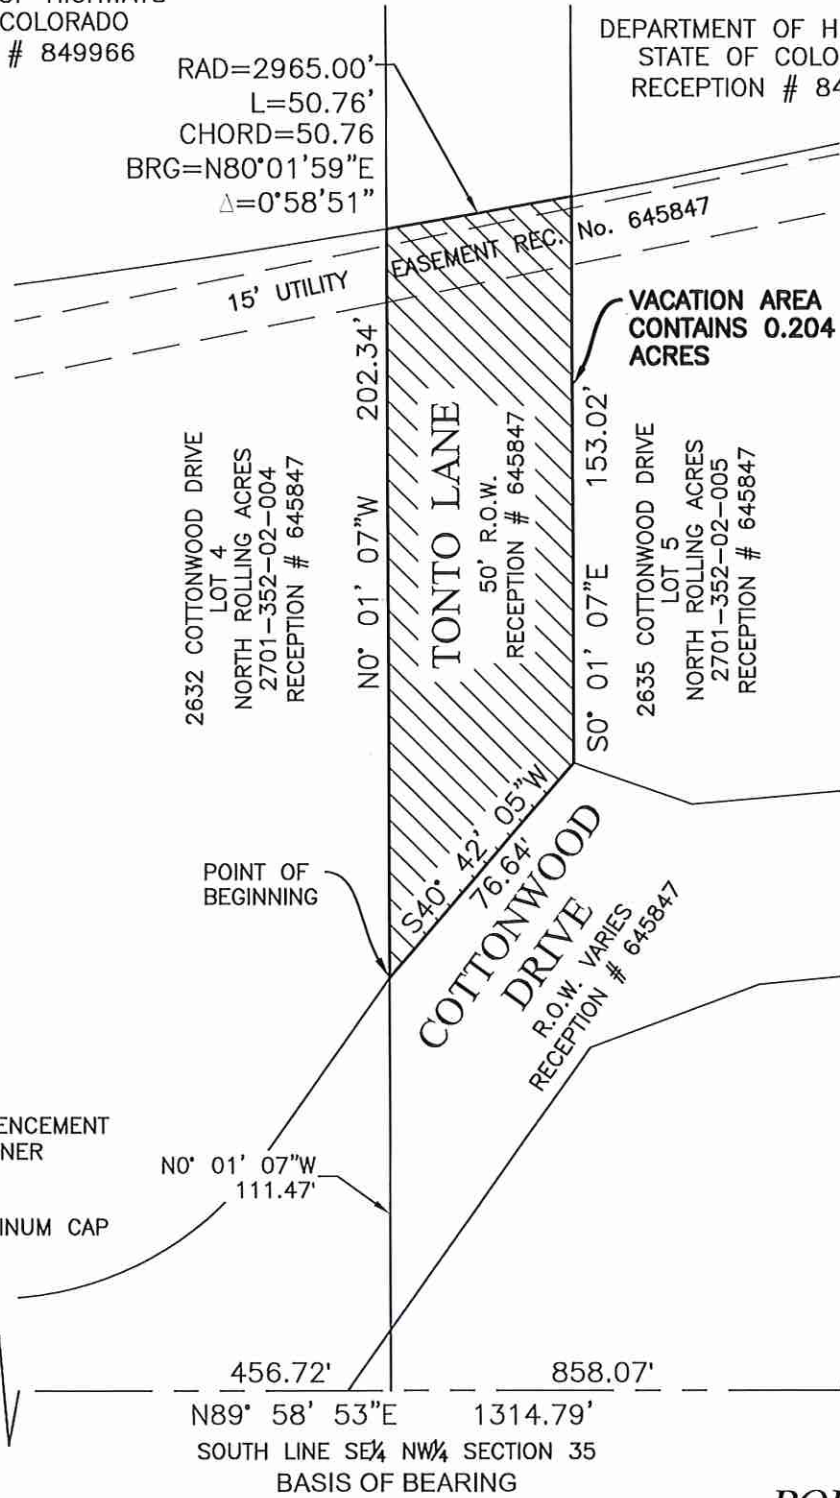 COLORADO
# 849966
DEPARTMENT OF
STATE OF
RECEPTION #
RAD=2965.00'
L=50.76'
CHORD=50.76
BRG=N80°01'59"E
Δ=0°58'51"
15' UTILITY EASEMENT REC. No. 645847
VACATION AREA
CONTAINS 0.204
ACRES
2632 COTTONWOOD DRIVE
LOT 4
NORTH ROLLING ACRES
2701-352-02-004
RECEPTION # 645847
N0° 01' 07"W 202.34'
TONTO LANE
50' R.O.W.
RECEPTION # 645847
S0° 01' 07"E 153.02'
2635 COTTONWOOD DRIVE
LOT 5
NORTH ROLLING ACRES
2701-352-02-005
RECEPTION # 645847
S40° 42' 05"W
76.64'
POINT OF
BEGINNING
COTTONWOOD
DRIVE
R.O.W. VARIES
RECEPTION # 645847
ENCEMENT
NER
N0° 01' 07"W
111.47'
INUM CAP
456.72' 858.07'
N89° 58' 53"E 1314.79'
SOUTH LINE SE¼ NW¼ SECTION 35
BASIS OF BEARING